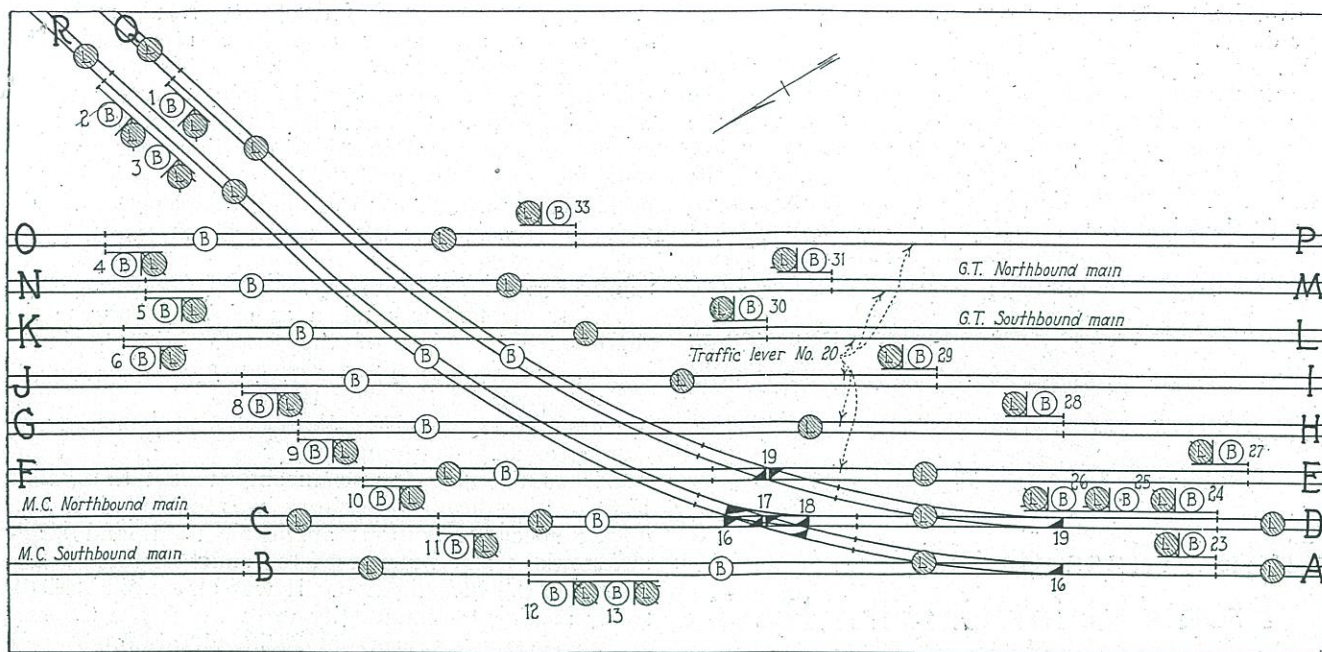 R Q
L L
1 B L
2 B L
3 B L
L
L
L B 33
O B L P
4 B L
L B 31
G.T. Northbound main
N B L M
5 B L
L B 30
G.T. Southbound main
K B L L
6 B L
B B
Traffic lever No. 20
L B 29
J B L I
8 B L
L B 28
G B L H
9 B L
19
L B 27
F L B L E
10 B L
26 25 24
L B L B L B
M.C. Northbound main
17 18
C L L B L D L
16 19
11 B L
L B 23
M.C. Southbound main
B L B L L A
16
12 B L B L
13